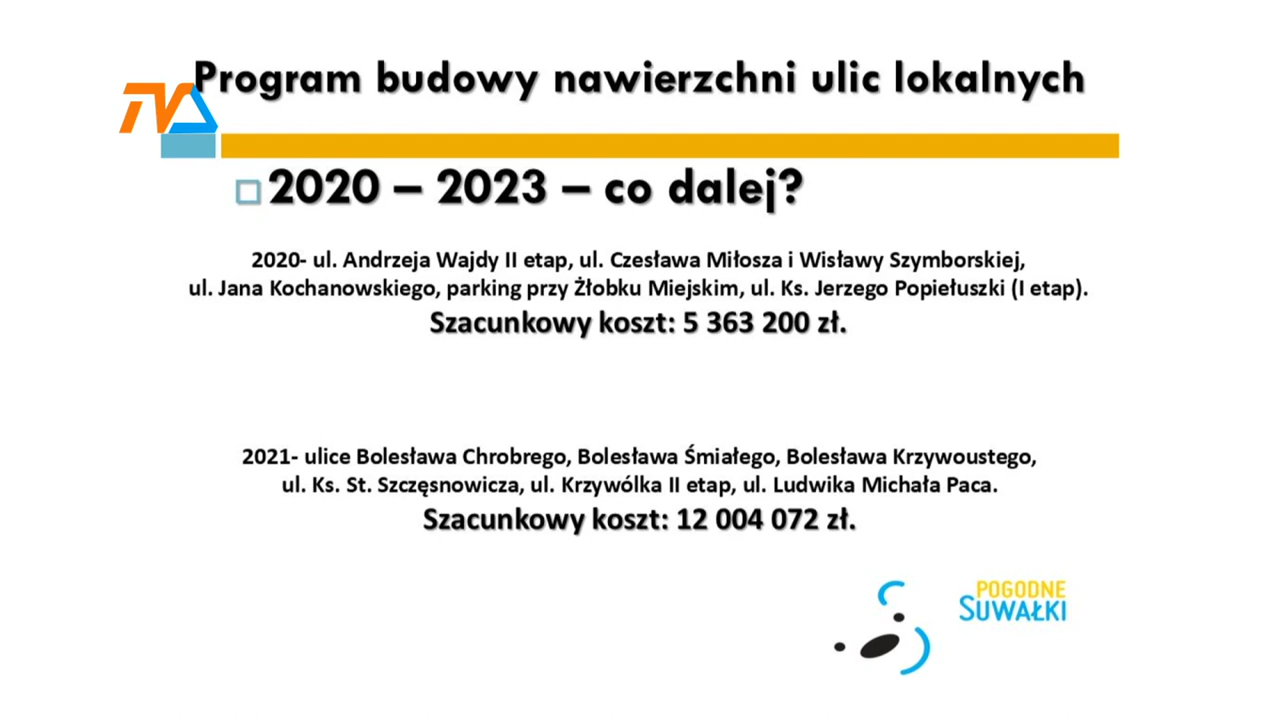 Program budowy nawierzchni ulic lokalnych
TVA
2020 – 2023 – co dalej?
2020- ul. Andrzeja Wajdy II etap, ul. Czesława Miłosza i Wisławy Szymborskiej,
ul. Jana Kochanowskiego, parking przy Żłobku Miejskim, ul. Ks. Jerzego Popiełuszki (I etap).
Szacunkowy koszt: 5 363 200 zł.
2021- ulice Bolesława Chrobrego, Bolesława Śmiałego, Bolesława Krzywoustego,
ul. Ks. St. Szczęsnowicza, ul. Krzywólka II etap, ul. Ludwika Michała Paca.
Szacunkowy koszt: 12 004 072 zł.
POGODNE
SUWAŁKI